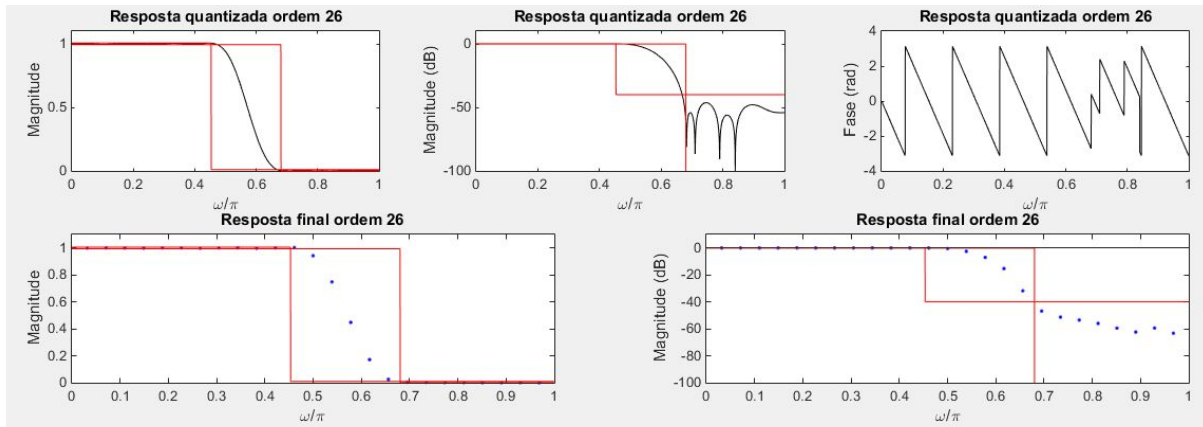 Resposta quantizada ordem 26
Magnitude
1
0.5
0
0 0.2 0.4 0.6 0.8 1
ω/π
Resposta quantizada ordem 26
Magnitude (dB)
0
-50
-100
0 0.2 0.4 0.6 0.8 1
ω/π
Resposta quantizada ordem 26
Fase (rad)
4
2
0
-2
-4
0 0.2 0.4 0.6 0.8 1
ω/π
Resposta final ordem 26
Magnitude
1
0.8
0.6
0.4
0.2
0
0 0.1 0.2 0.3 0.4 0.5 0.6 0.7 0.8 0.9 1
ω/π
Resposta final ordem 26
Magnitude (dB)
0
-20
-40
-60
-80
-100
0 0.1 0.2 0.3 0.4 0.5 0.6 0.7 0.8 0.9 1
ω/π